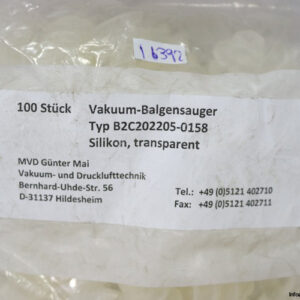 16392
100 Stück Vakuum-Balgensauger
Typ B2C202205-0158
Silikon, transparent
MVD Günter Mai
Vakuum- und Drucklufttechnik
Bernhard-Uhde-Str. 56 Tel.: +49 (0)5121 402710
D-31137 Hildesheim Fax: +49 (0)5121 402711